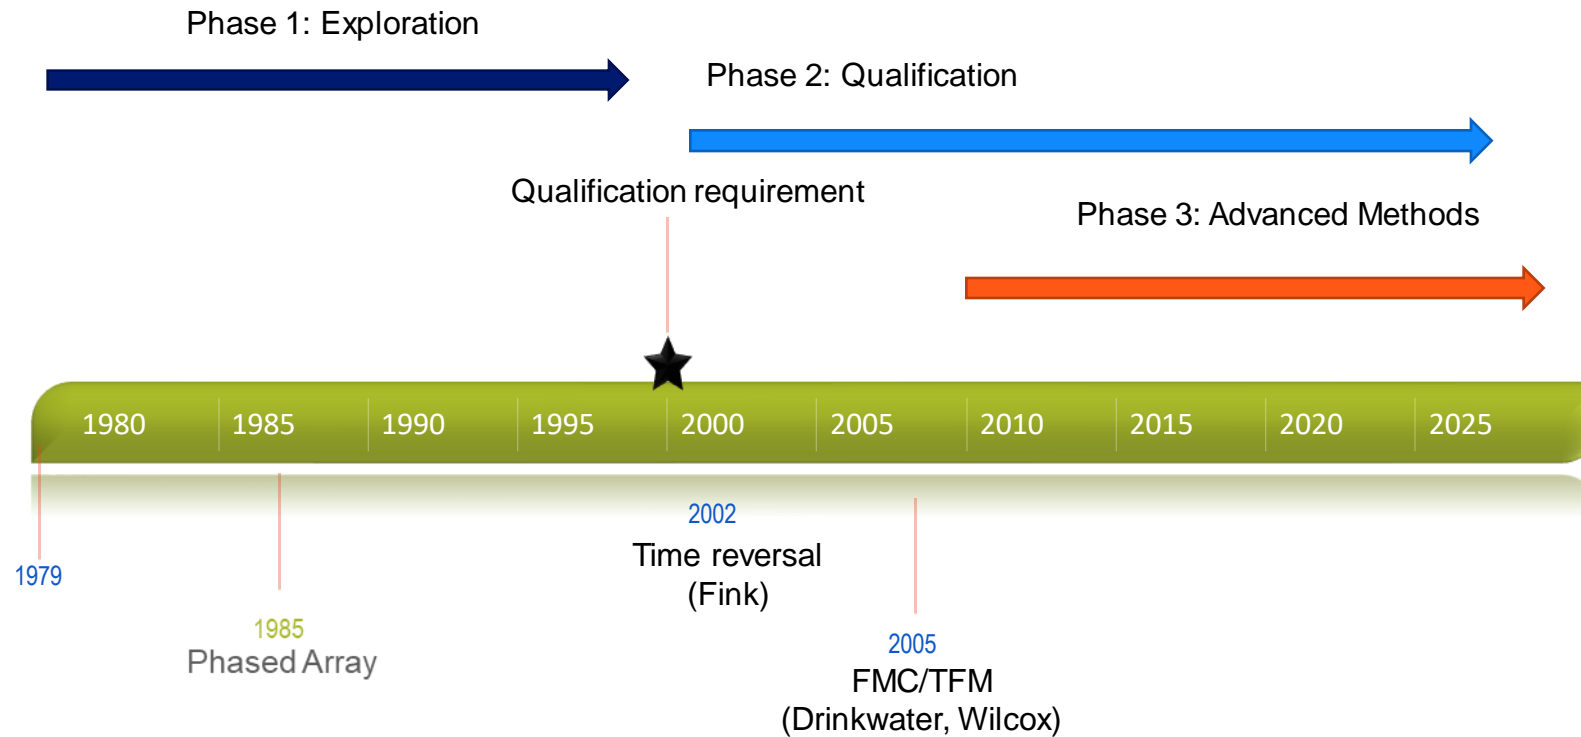 Phase 1: Exploration
Phase 2: Qualification
Qualification requirement
Phase 3: Advanced Methods
1980 1985 1990 1995 2000 2005 2010 2015 2020 2025
1979
1985
Phased Array
2002
Time reversal
(Fink)
2005
FMC/TFM
(Drinkwater, Wilcox)